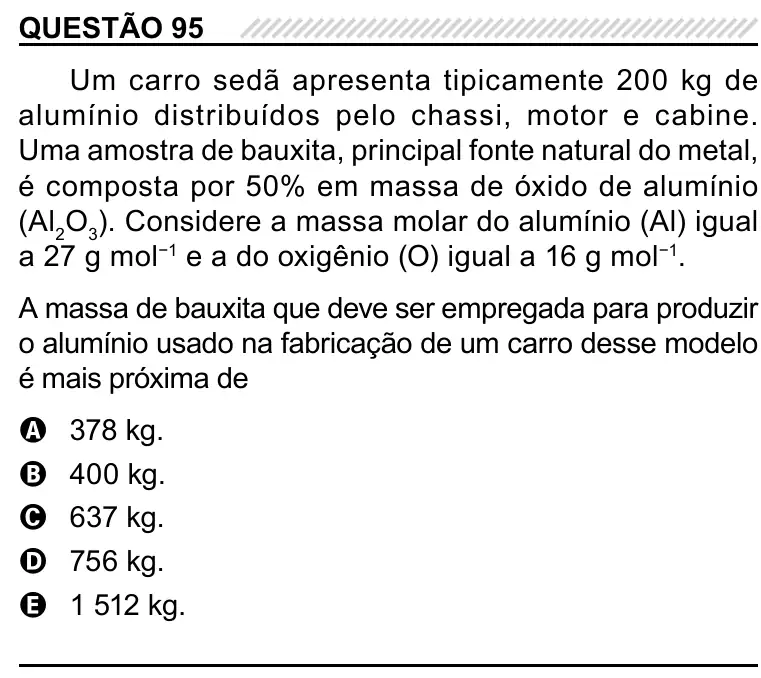 QUESTÃO 95
Um carro sedã apresenta tipicamente 200 kg de
alumínio distribuídos pelo chassi, motor e cabine.
Uma amostra de bauxita, principal fonte natural do metal,
é composta por 50% em massa de óxido de alumínio
(Al₂O₃). Considere a massa molar do alumínio (Al) igual
a 27 g mol⁻¹ e a do oxigênio (O) igual a 16 g mol⁻¹.
A massa de bauxita que deve ser empregada para produzir
o alumínio usado na fabricação de um carro desse modelo
é mais próxima de
A 378 kg.
B 400 kg.
C 637 kg.
D 756 kg.
E 1 512 kg.